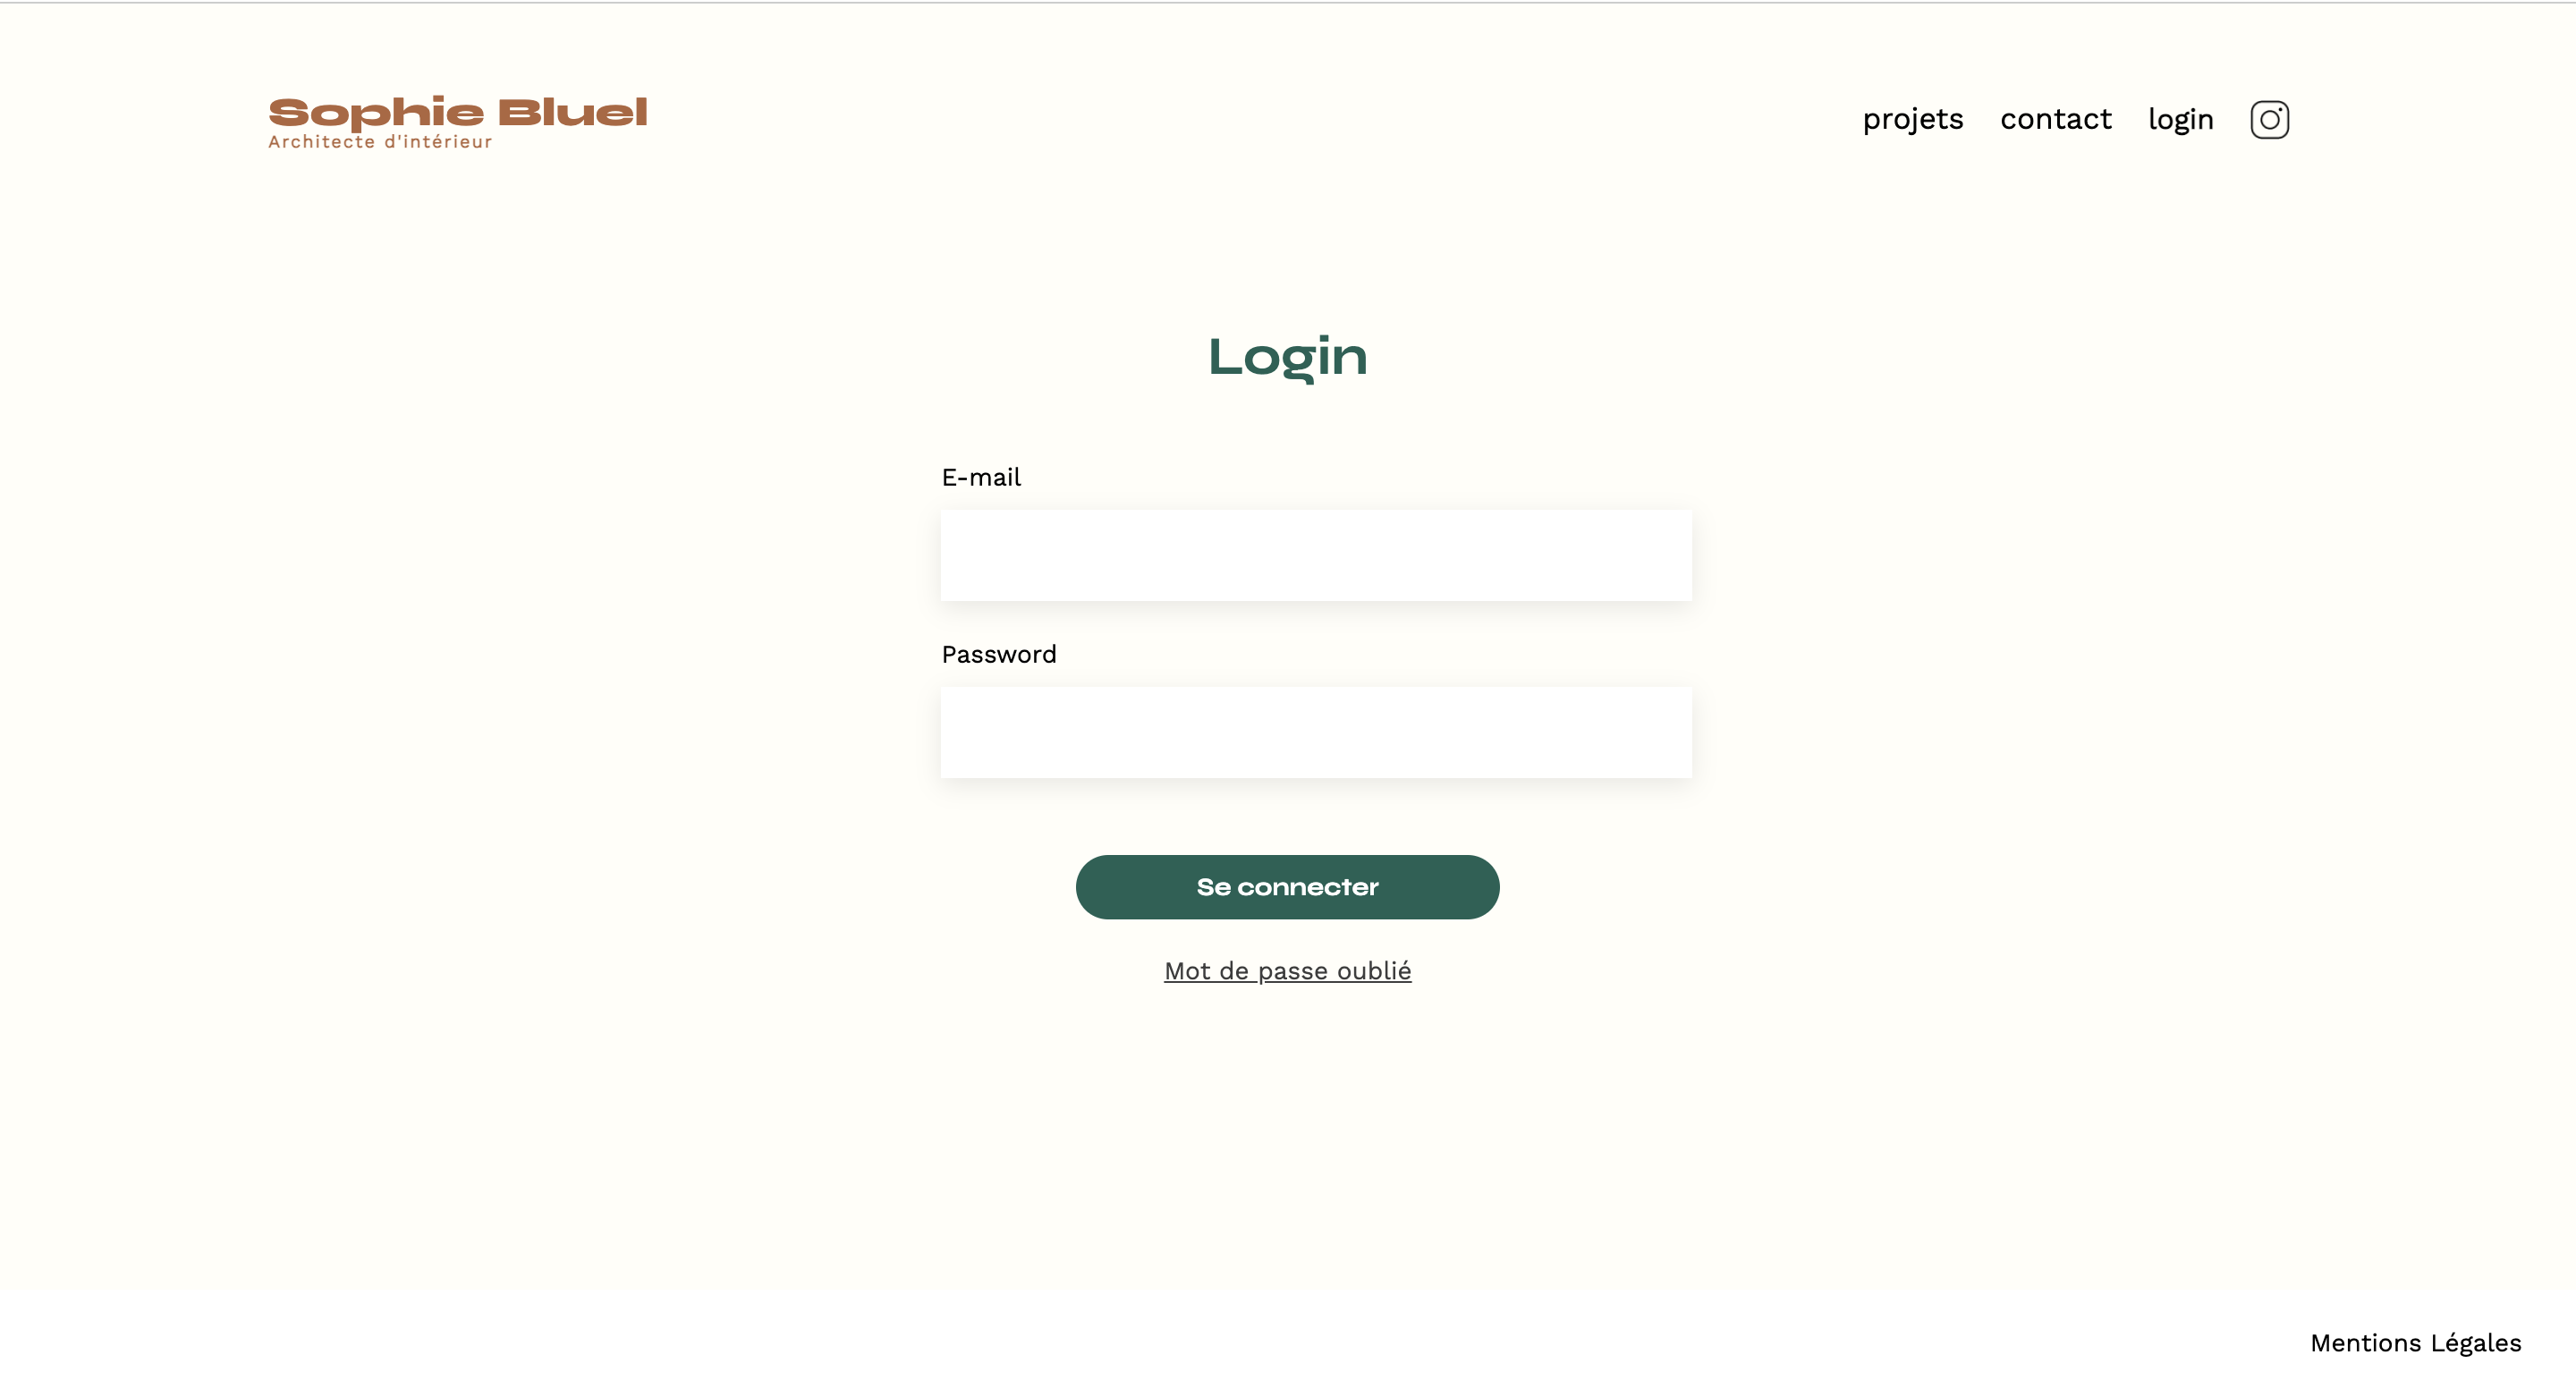 Sophie Bluel
Architecte d'intérieur
projets contact login
Login
E-mail
Password
Se connecter
Mot de passe oublié
Mentions Légales